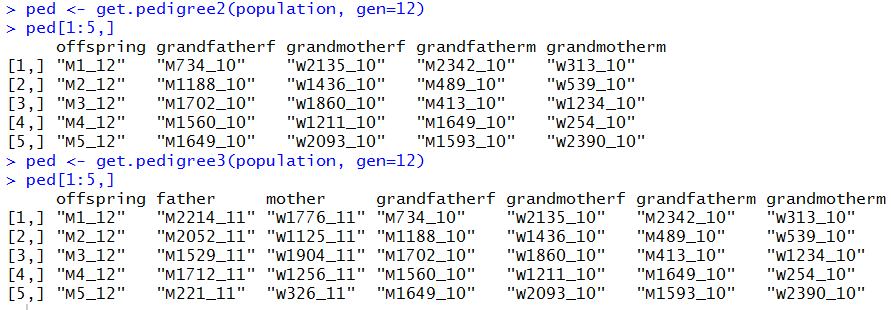 > ped <- get.pedigree2(population, gen=12)
> ped[1:5,]
     offspring grandfatherf grandmotherf grandfatherm grandmotherm
[1,] "M1_12"   "M734_10"    "W2135_10"   "M2342_10"   "W313_10"
[2,] "M2_12"   "M1188_10"   "W1436_10"   "M489_10"    "W539_10"
[3,] "M3_12"   "M1702_10"   "W1860_10"   "M413_10"    "W1234_10"
[4,] "M4_12"   "M1560_10"   "W1211_10"   "M1649_10"   "W254_10"
[5,] "M5_12"   "M1649_10"   "W2093_10"   "M1593_10"   "W2390_10"
> ped <- get.pedigree3(population, gen=12)
> ped[1:5,]
     offspring father     mother     grandfatherf grandmotherf grandfatherm grandmotherm
[1,] "M1_12"   "M2214_11" "W1776_11" "M734_10"    "W2135_10"   "M2342_10"   "W313_10"
[2,] "M2_12"   "M2052_11" "W1125_11" "M1188_10"   "W1436_10"   "M489_10"    "W539_10"
[3,] "M3_12"   "M1529_11" "W1904_11" "M1702_10"   "W1860_10"   "M413_10"    "W1234_10"
[4,] "M4_12"   "M1712_11" "W1256_11" "M1560_10"   "W1211_10"   "M1649_10"   "W254_10"
[5,] "M5_12"   "M221_11"  "W326_11"  "M1649_10"   "W2093_10"   "M1593_10"   "W2390_10"